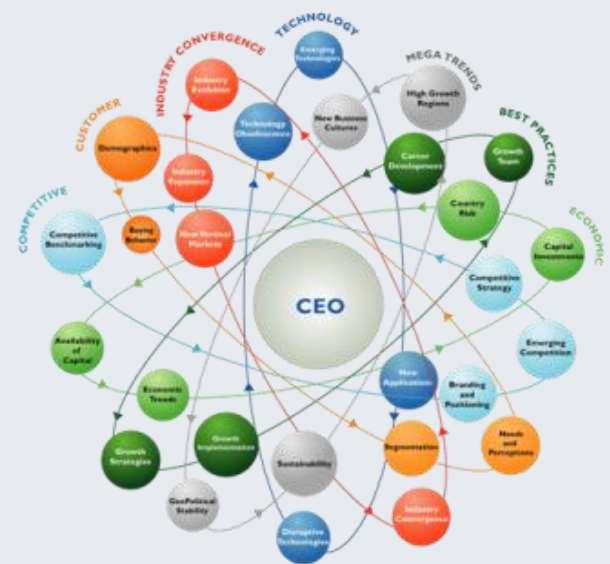 TECHNOLOGY
INDUSTRY CONVERGENCE
MEGA TRENDS
CUSTOMER
BEST PRACTICES
COMPETITIVE
ECONOMIC
Emerging
Technologies
Industry
Evolution
High Growth
Regions
New Business
Cultures
Technology
Obsolescence
Demographics
Career
Development
Growth
Team
Industry
Expansion
Country
Risk
Competitive
Benchmarking
Buying
Behavior
New Vertical
Markets
Capital
Investments
Competitive
Strategy
CEO
Availability
of
Capital
Emerging
Competition
Economic
Trends
New
Applications
Branding
and
Positioning
Growth
Strategies
Growth
Implementation
Sustainability
Segmentation
Needs
and
Perceptions
GeoPolitical
Stability
Industry
Convergence
Disruptive
Technologies